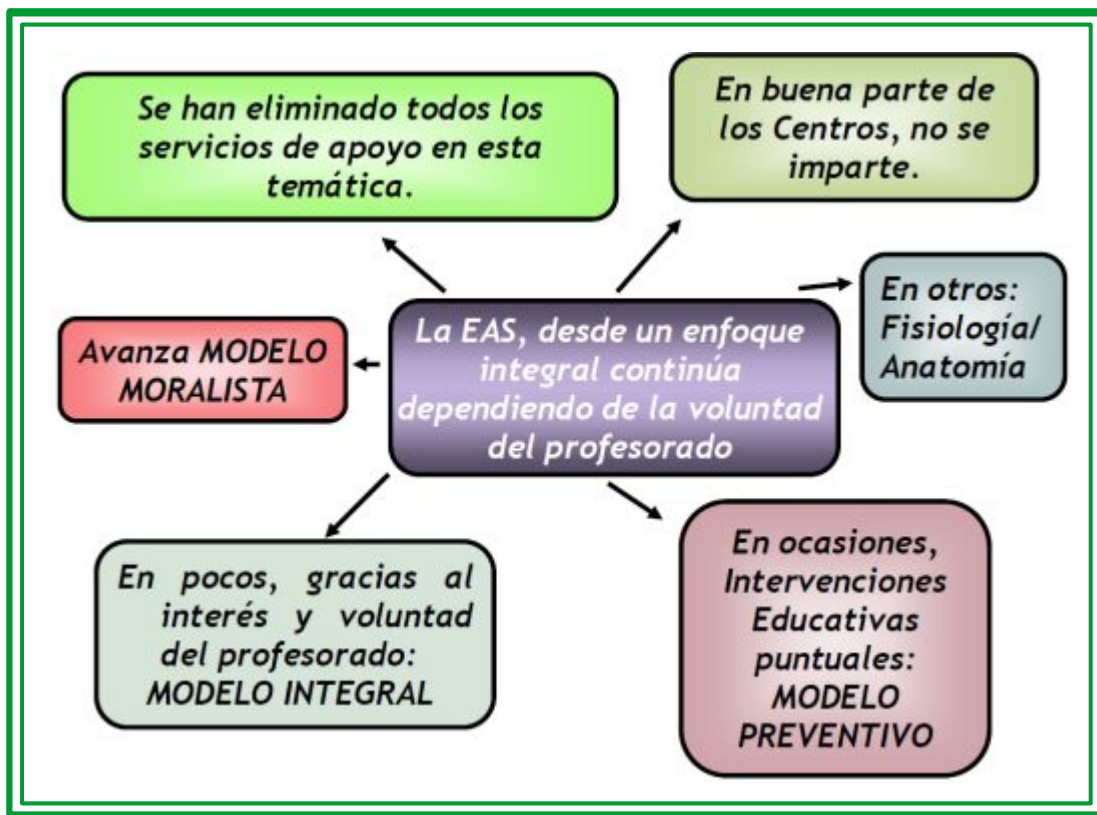 Se han eliminado todos los
servicios de apoyo en esta
temática.
En buena parte de
los Centros, no se
imparte.
En otros:
Fisiología/
Anatomía
La EAS, desde un enfoque
integral continúa
dependiendo de la voluntad
del profesorado
Avanza MODELO
MORALISTA
En pocos, gracias al
interés y voluntad
del profesorado:
MODELO INTEGRAL
En ocasiones,
Intervenciones
Educativas
puntuales:
MODELO
PREVENTIVO